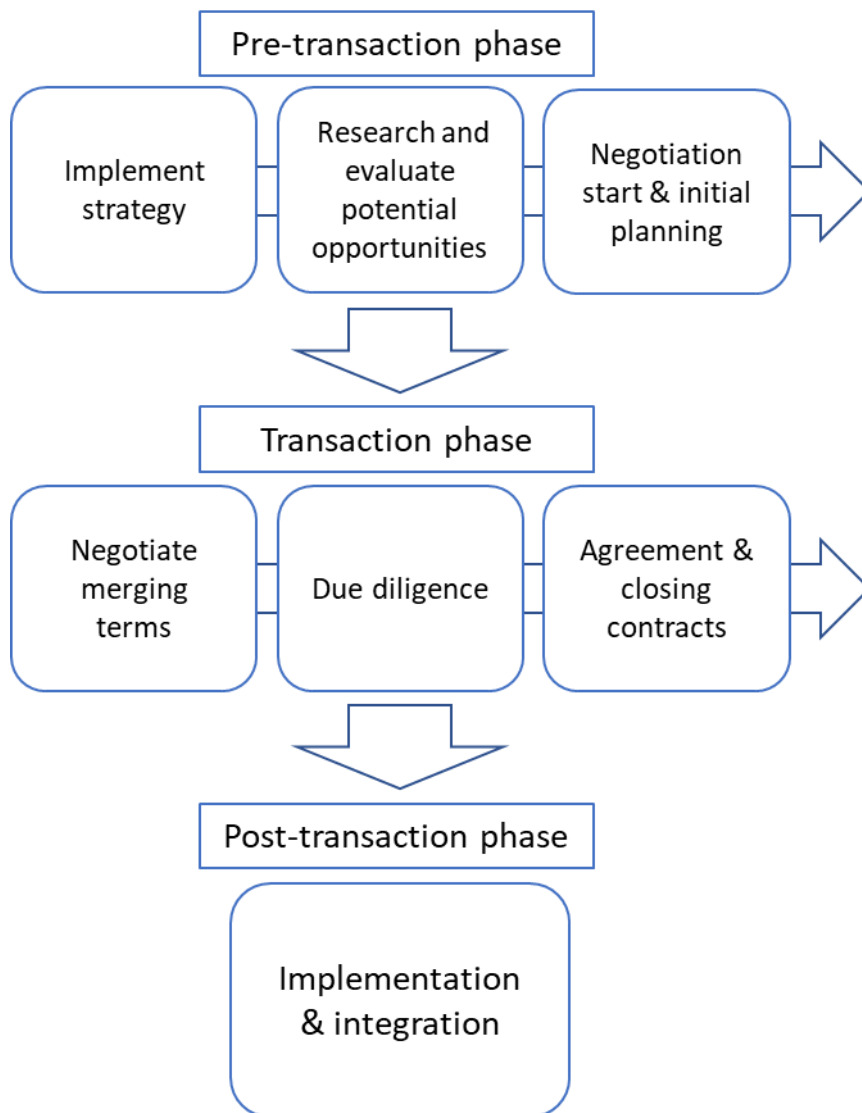 Pre-transaction phase
Implement
strategy
Research and
evaluate
potential
opportunities
Negotiation
start & initial
planning
Transaction phase
Negotiate
merging
terms
Due diligence
Agreement &
closing
contracts
Post-transaction phase
Implementation
& integration